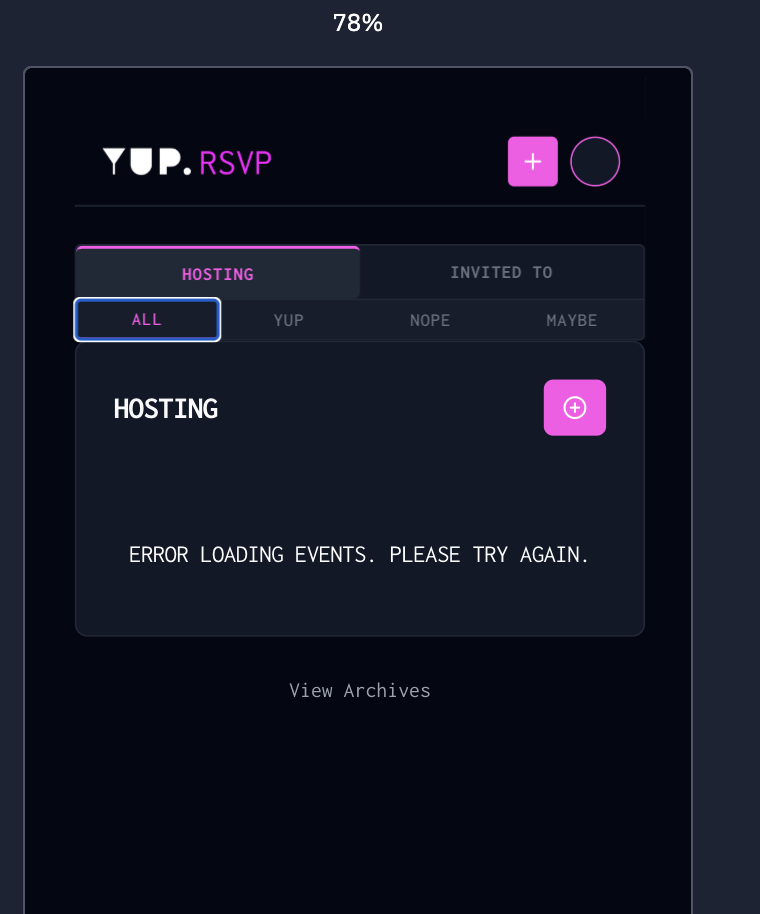 78%
YUP.RSVP
HOSTING INVITED TO
ALL YUP NOPE MAYBE
HOSTING
ERROR LOADING EVENTS. PLEASE TRY AGAIN.
View Archives